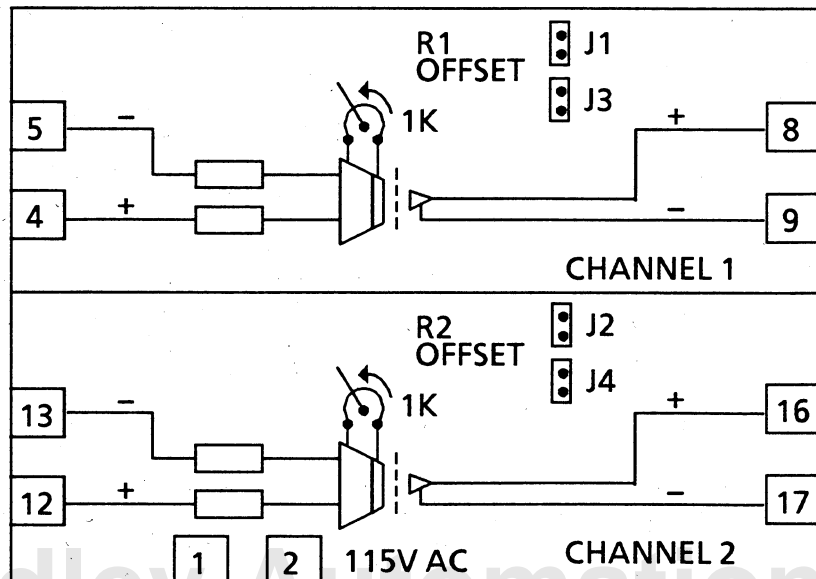 R1
OFFSET
J1
J3
1K
5
−
4
+
+
8
−
9
CHANNEL 1
R2
OFFSET
J2
J4
1K
13
−
12
+
+
16
−
17
1
2
115V AC
CHANNEL 2
Automation